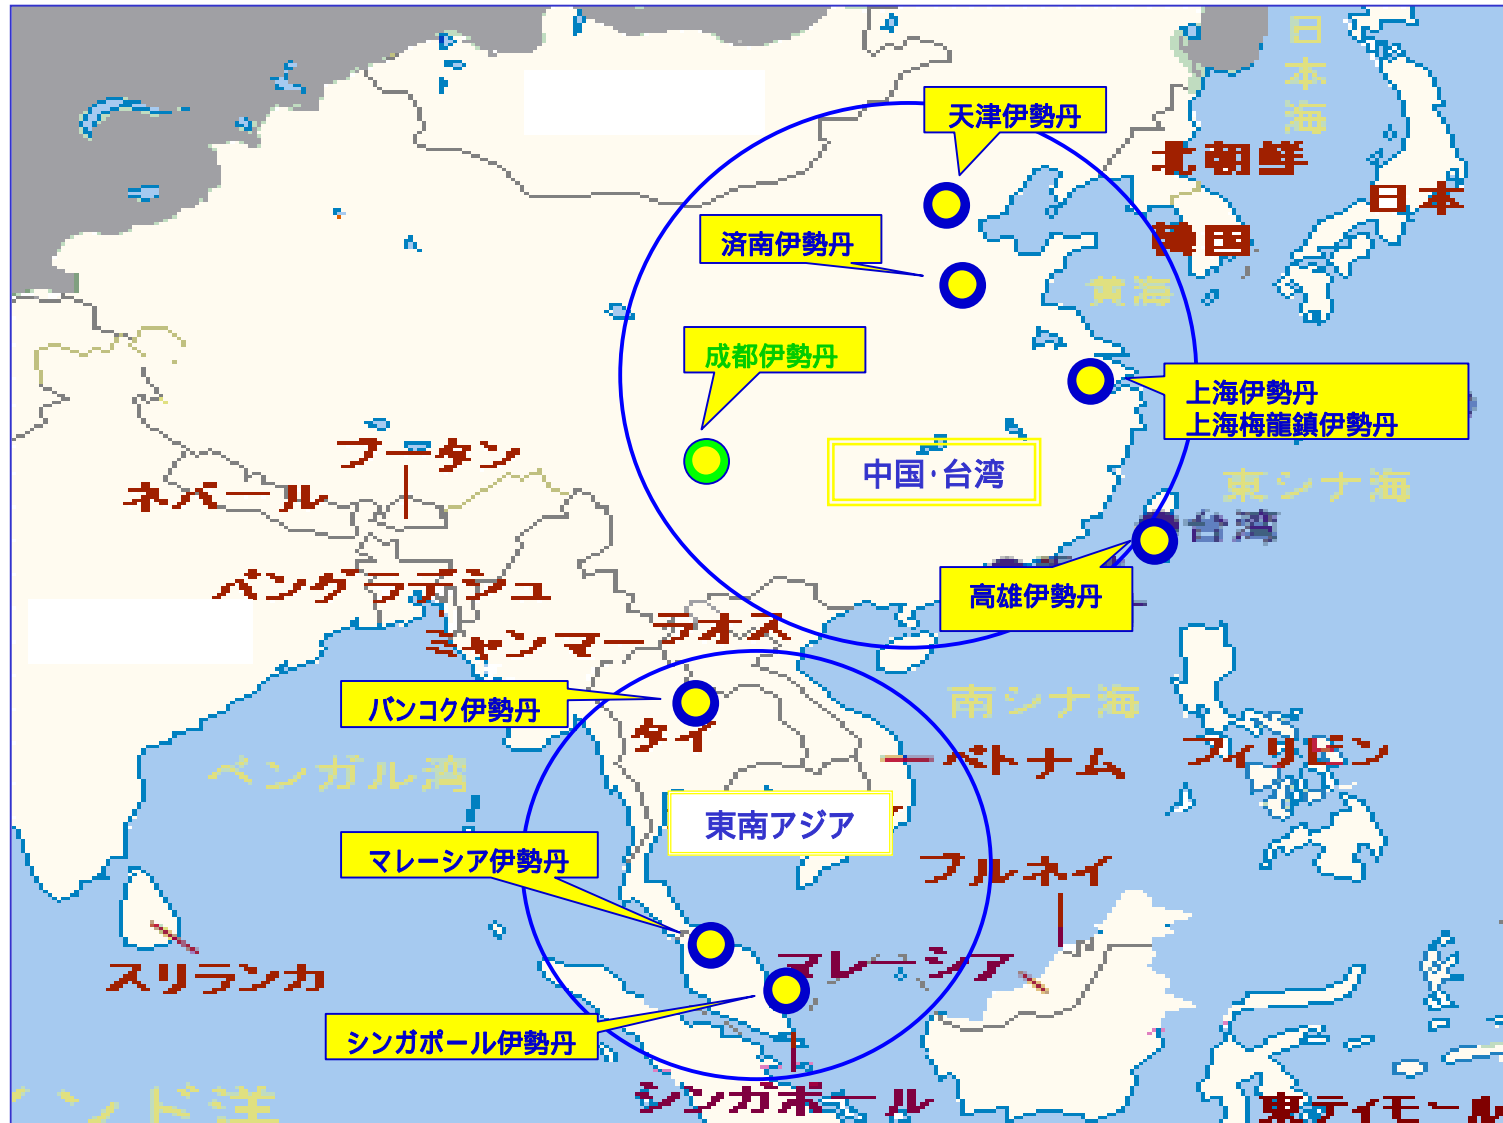 日本海
天津伊勢丹
北朝鮮
日本
済南伊勢丹
韓国
黄海
成都伊勢丹
上海伊勢丹
上海梅龍鎮伊勢丹
ブータン
中国・台湾
東シナ海
ネパール
台湾
バングラデシュ
高雄伊勢丹
ミャンマー
ラオス
バンコク伊勢丹
南シナ海
タイ
ベトナム
フィリピン
ベンガル湾
東南アジア
マレーシア伊勢丹
ブルネイ
スリランカ
マレーシア
シンガポール伊勢丹
シンガポール
インド洋
東ティモール